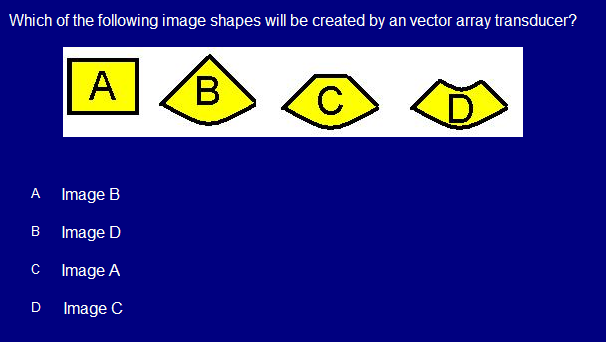 Which of the following image shapes will be created by an vector array transducer?
A B C D
A Image B
B Image D
C Image A
D Image C